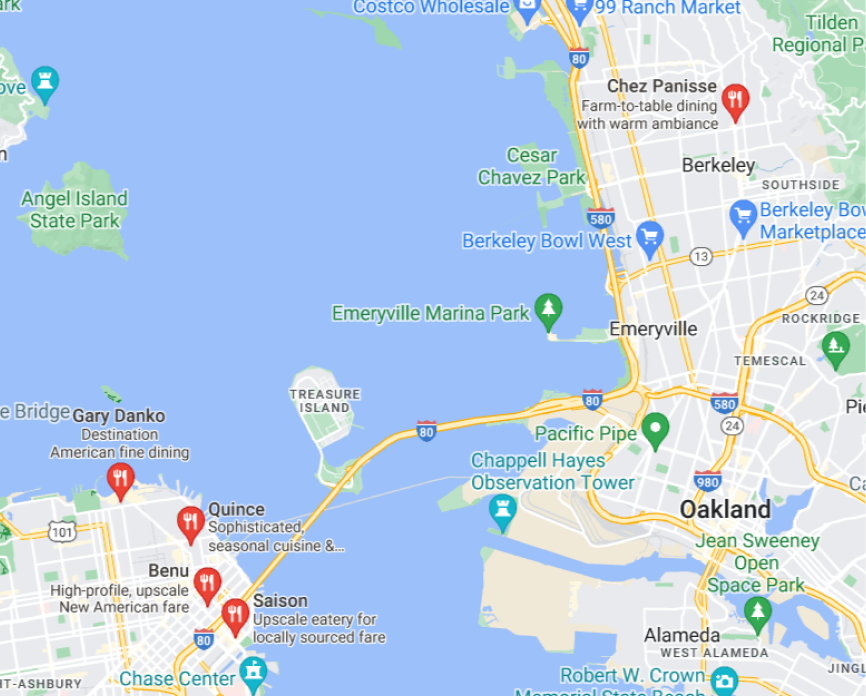 ark
Costco Wholesale
99 Ranch Market
Tilden
Regional P
80
ove
Chez Panisse
Farm-to-table dining
with warm ambiance
n
Cesar
Chavez Park
Berkeley
SOUTHSIDE
Angel Island
State Park
580
Berkeley Bowl West
Berkeley Bow
Marketplace
13
24
Emeryville Marina Park
Emeryville
ROCKRIDGE
TEMESCAL
TREASURE
ISLAND
80
580
Pie
e Bridge
Gary Danko
Destination
American fine dining
80
24
Pacific Pipe
Chappell Hayes
Observation Tower
980
Ca
Quince
Sophisticated,
seasonal cuisine &...
101
Oakland
Jean Sweeney
Open
Space Park
Benu
High-profile, upscale
New American fare
Saison
Upscale eatery for
locally sourced fare
80
Alameda
WEST ALAMEDA
JINGL
HT-ASHBURY
Chase Center
Robert W. Crown
Memorial State Beach